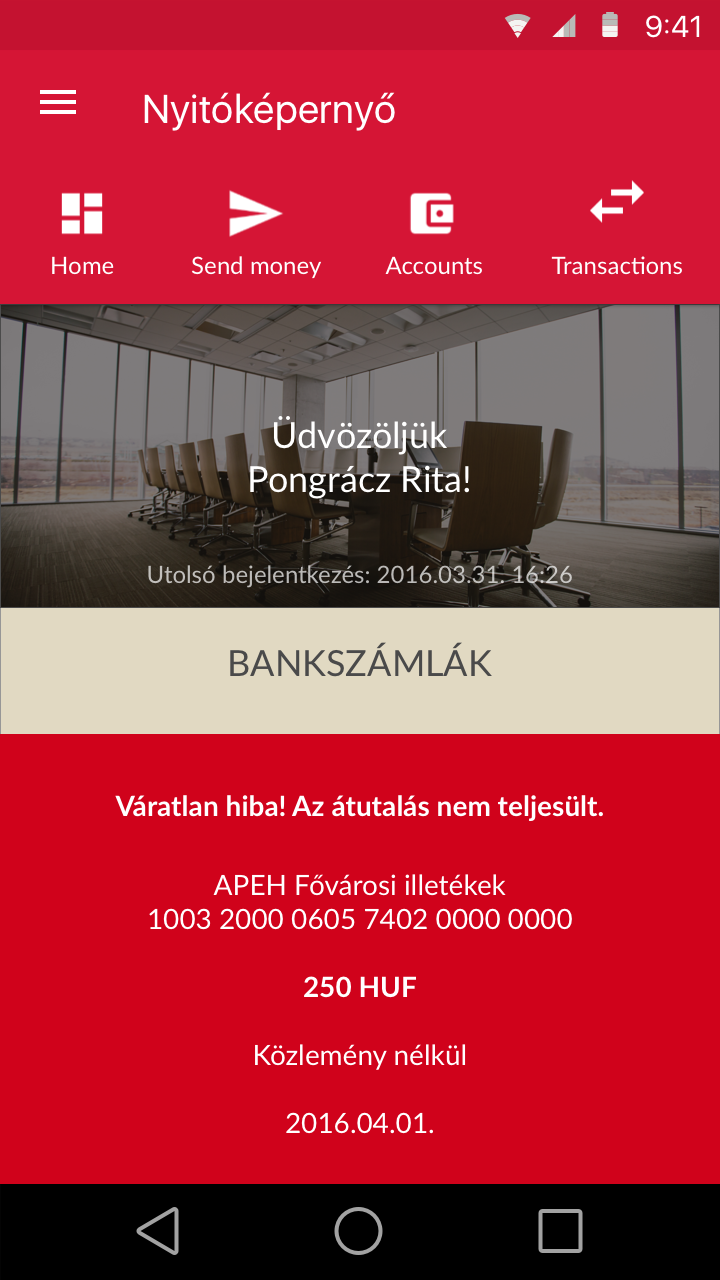 9:41
Nyitóképernyő
Home
Send money
Accounts
Transactions
Üdvözöljük
Pongrácz Rita!
Utolsó bejelentkezés: 2016.03.31. 16:26
BANKSZÁMLÁK
Váratlan hiba! Az átutalás nem teljesült.
APEH Fővárosi illetékek
1003 2000 0605 7402 0000 0000
250 HUF
Közlemény nélkül
2016.04.01.